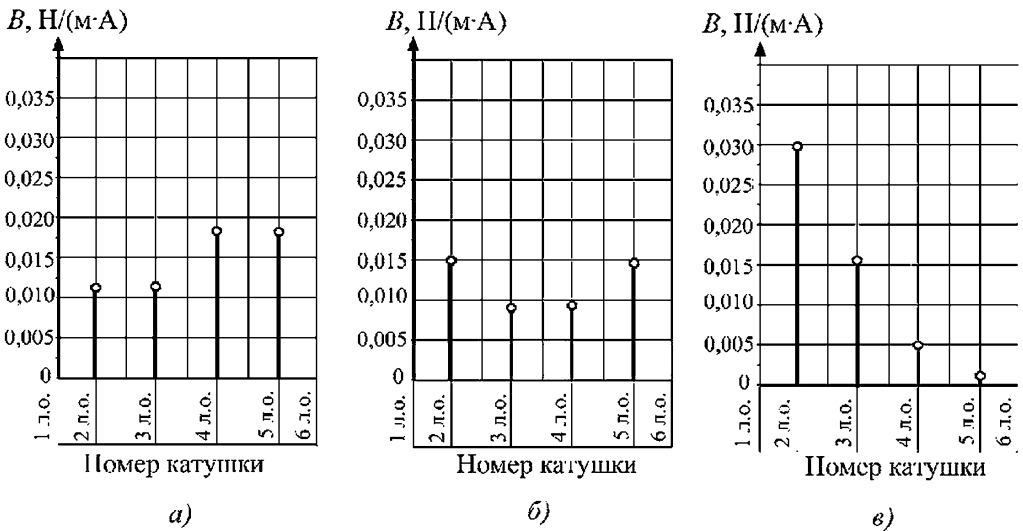 B, Н/(м·А)
0,035
0,030
0,025
0,020
0,015
0,010
0,005
0
1 л.о.
2 л.о.
3 л.о.
4 л.о.
5 л.о.
6 л.о.
Номер катушки
а)
B, Н/(м·А)
0,035
0,030
0,025
0,020
0,015
0,010
0,005
0
1 л.о.
2 л.о.
3 л.о.
4 л.о.
5 л.о.
6 л.о.
Номер катушки
б)
B, Н/(м·А)
0,035
0,030
0,025
0,020
0,015
0,010
0,005
0
1 л.о.
2 л.о.
3 л.о.
4 л.о.
5 л.о.
6 л.о.
Номер катушки
в)